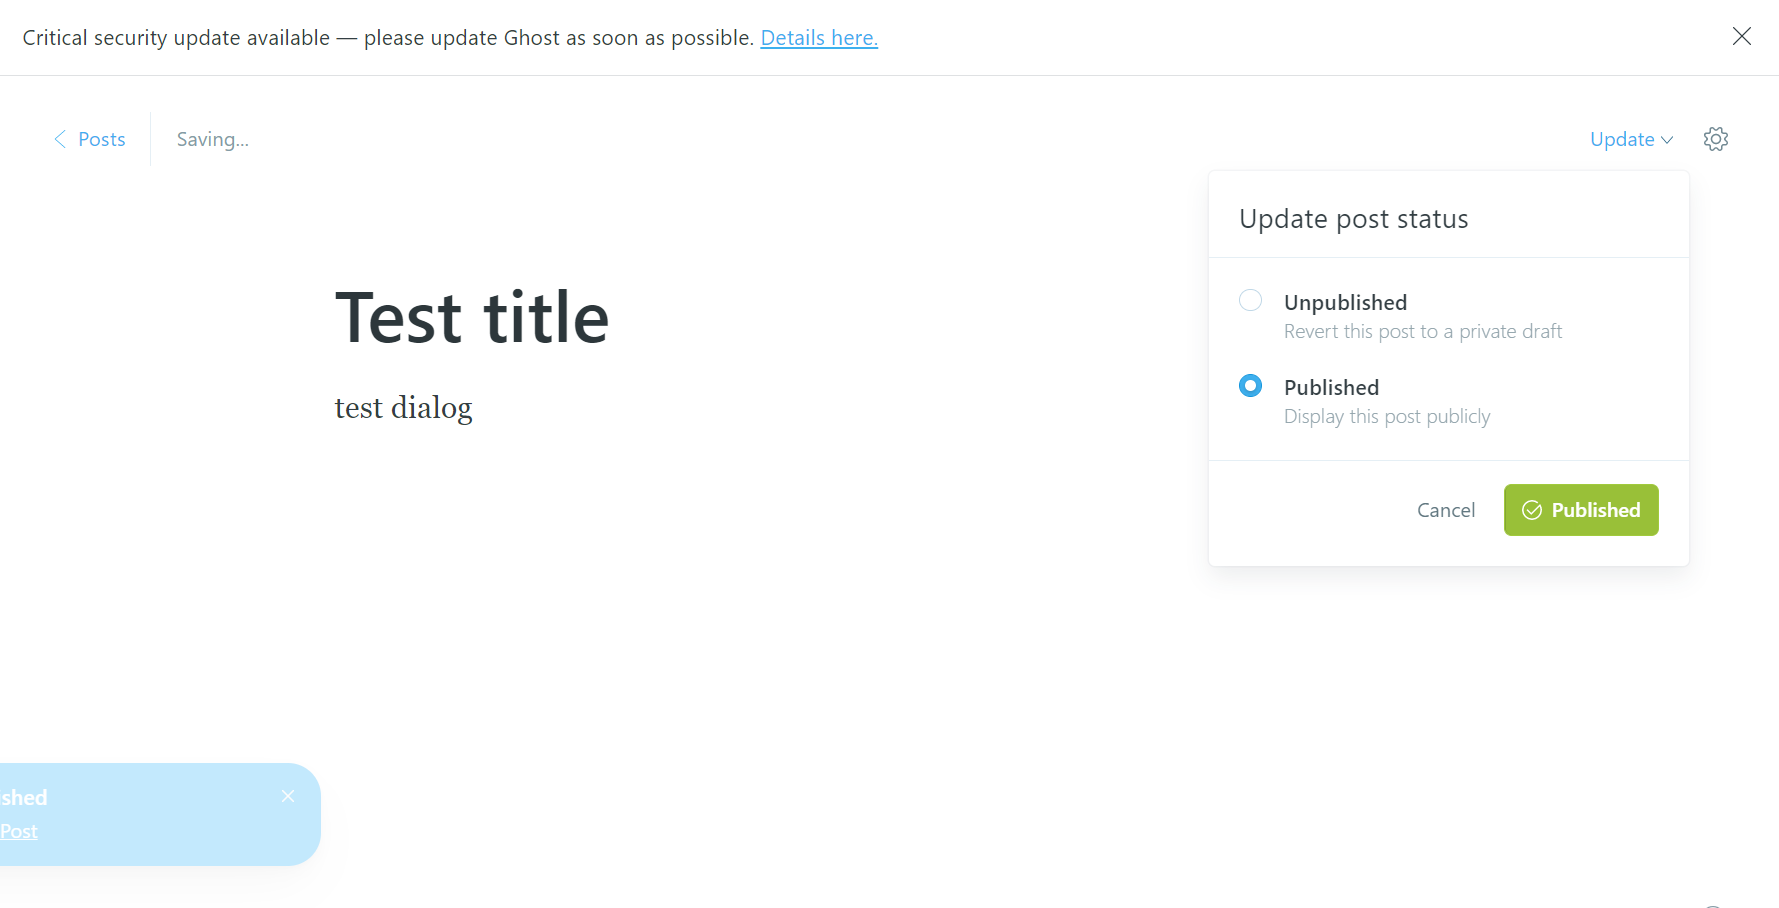 Critical security update available — please update Ghost as soon as possible. Details here.
Posts
Saving...
Update
Update post status
Unpublished
Revert this post to a private draft
Published
Display this post publicly
Cancel
Published
Test title
test dialog
shed
Post